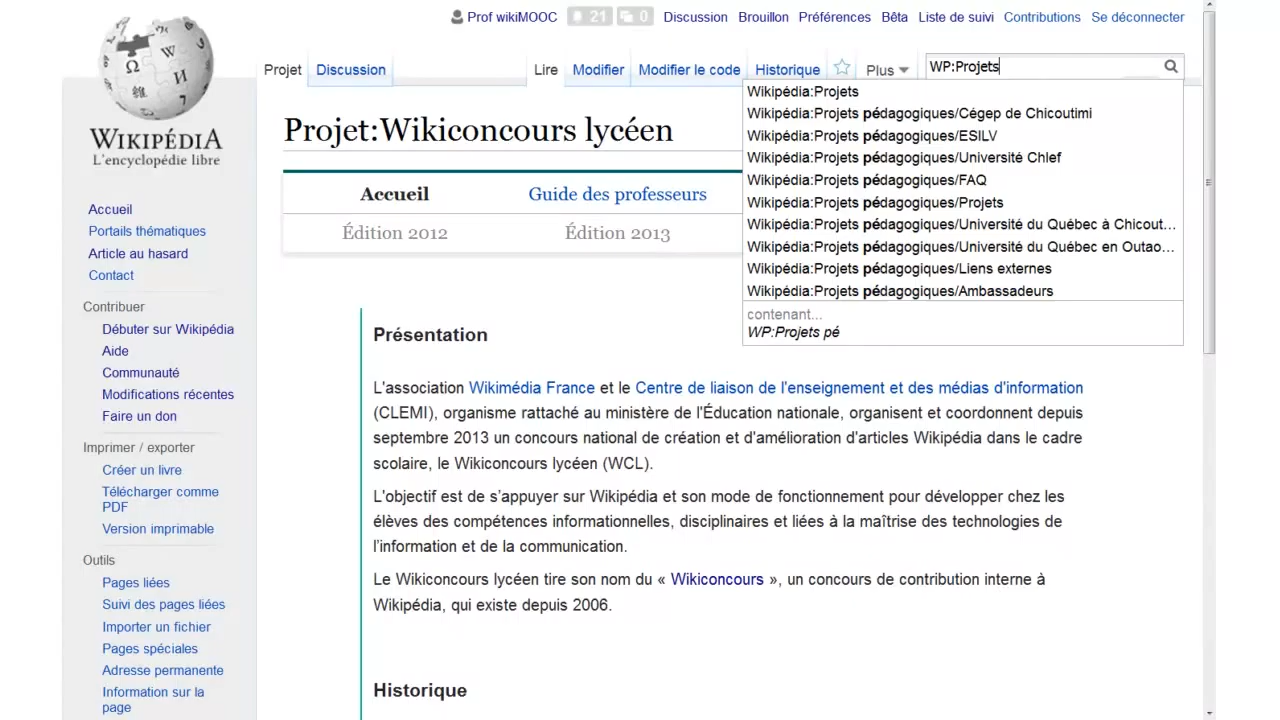 Prof wikiMOOC 21 0 Discussion Brouillon Préférences Bêta Liste de suivi Contributions Se déconnecter
Projet Discussion Lire Modifier Modifier le code Historique Plus WP:Projets
WIKIPÉDIA
L'encyclopédie libre
Accueil
Portails thématiques
Article au hasard
Contact
Contribuer
Débuter sur Wikipédia
Aide
Communauté
Modifications récentes
Faire un don
Imprimer / exporter
Créer un livre
Télécharger comme
PDF
Version imprimable
Outils
Pages liées
Suivi des pages liées
Importer un fichier
Pages spéciales
Adresse permanente
Information sur la
page
Projet:Wikiconcours lycéen
Accueil Guide des professeurs
Édition 2012 Édition 2013
Wikipédia:Projets
Wikipédia:Projets pédagogiques/Cégep de Chicoutimi
Wikipédia:Projets pédagogiques/ESILV
Wikipédia:Projets pédagogiques/Université Chlef
Wikipédia:Projets pédagogiques/FAQ
Wikipédia:Projets pédagogiques/Projets
Wikipédia:Projets pédagogiques/Université du Québec à Chicout...
Wikipédia:Projets pédagogiques/Université du Québec en Outao...
Wikipédia:Projets pédagogiques/Liens externes
Wikipédia:Projets pédagogiques/Ambassadeurs
contenant...
WP:Projets pé
Présentation
L'association Wikimédia France et le Centre de liaison de l'enseignement et des médias d'information
(CLEMI), organisme rattaché au ministère de l'Éducation nationale, organisent et coordonnent depuis
septembre 2013 un concours national de création et d'amélioration d'articles Wikipédia dans le cadre
scolaire, le Wikiconcours lycéen (WCL).
L'objectif est de s'appuyer sur Wikipédia et son mode de fonctionnement pour développer chez les
élèves des compétences informationnelles, disciplinaires et liées à la maîtrise des technologies de
l'information et de la communication.
Le Wikiconcours lycéen tire son nom du « Wikiconcours », un concours de contribution interne à
Wikipédia, qui existe depuis 2006.
Historique